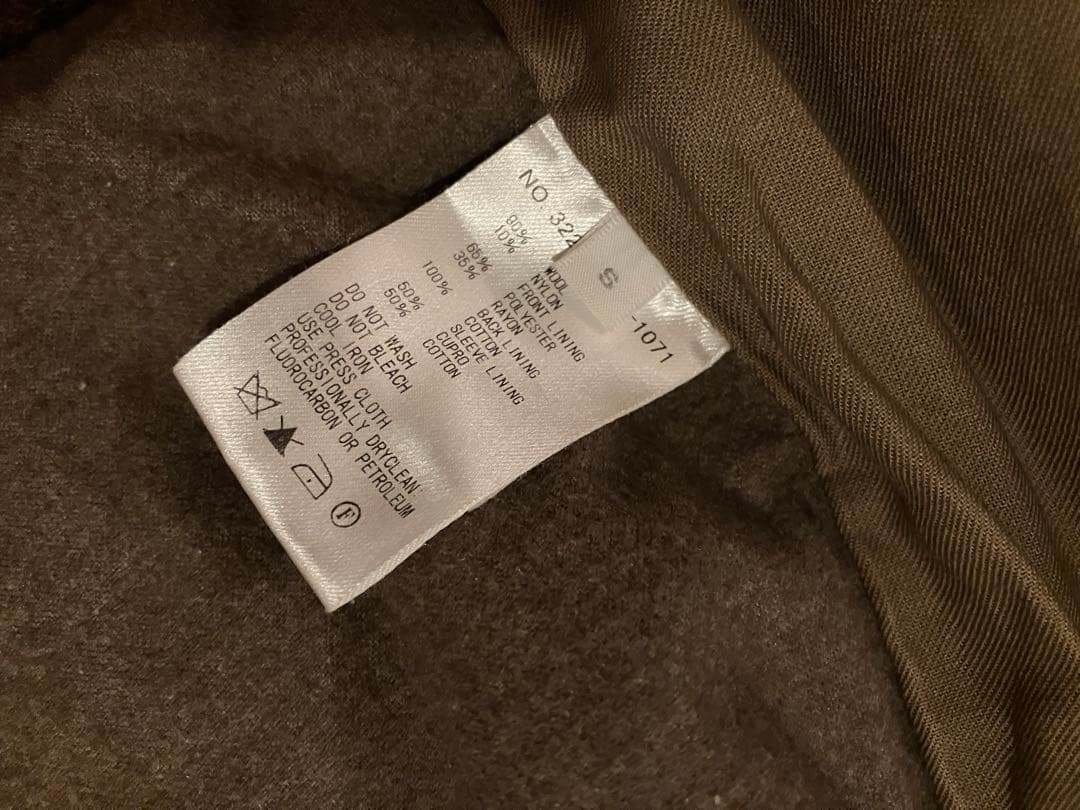 NO 322 -1071
S
90% WOOL
10% NYLON
FRONT LINING
65% POLYESTER
35% RAYON
BACK LINING
100% COTTON
SLEEVE LINING
50% CUPRO
50% COTTON
DO NOT WASH
DO NOT BLEACH
COOL IRON
USE PRESS CLOTH
PROFESSIONALLY DRYCLEAN
FLUOROCARBON OR PETROLEUM
F